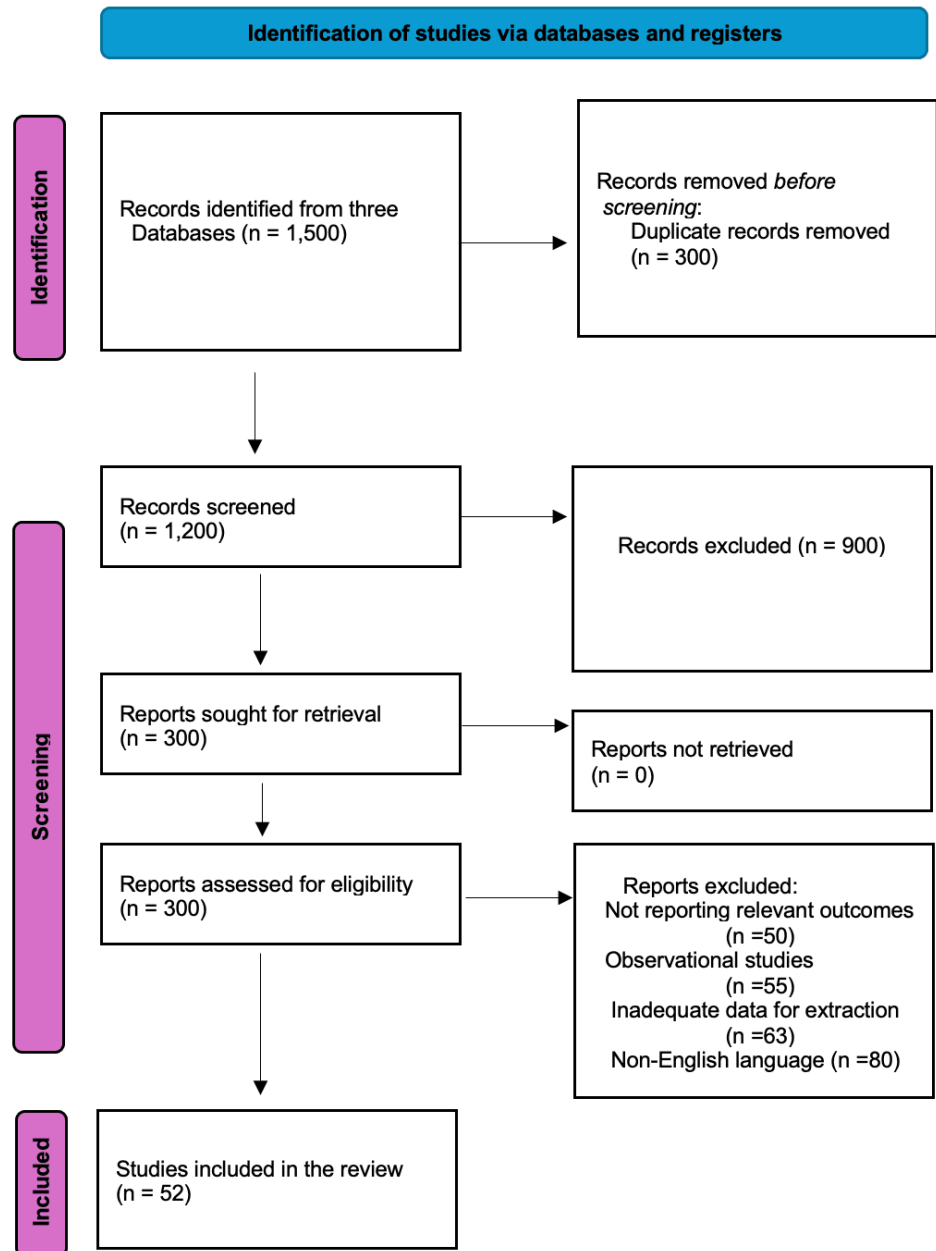 Identification of studies via databases and registers
Identification
Records identified from three
Databases (n = 1,500)
Records removed before
screening:
Duplicate records removed
(n = 300)
Screening
Records screened
(n = 1,200)
Records excluded (n = 900)
Reports sought for retrieval
(n = 300)
Reports not retrieved
(n = 0)
Reports assessed for eligibility
(n = 300)
Reports excluded:
Not reporting relevant outcomes
(n =50)
Observational studies
(n =55)
Inadequate data for extraction
(n =63)
Non-English language (n =80)
Included
Studies included in the review
(n = 52)